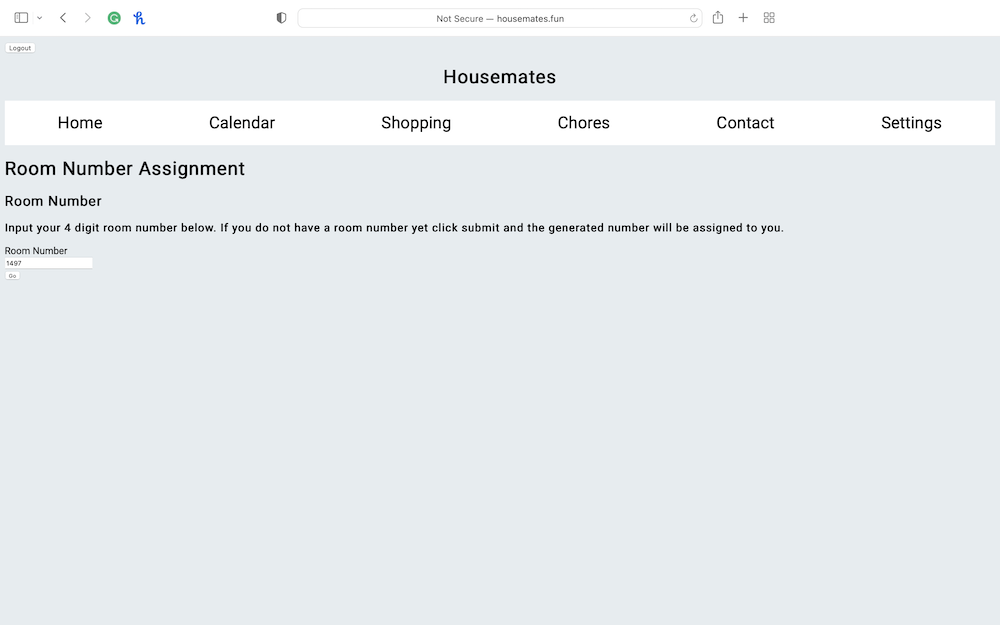 Not Secure — housemates.fun
Logout
Housemates
Home Calendar Shopping Chores Contact Settings
Room Number Assignment
Room Number
Input your 4 digit room number below. If you do not have a room number yet click submit and the generated number will be assigned to you.
Room Number
1497
Go